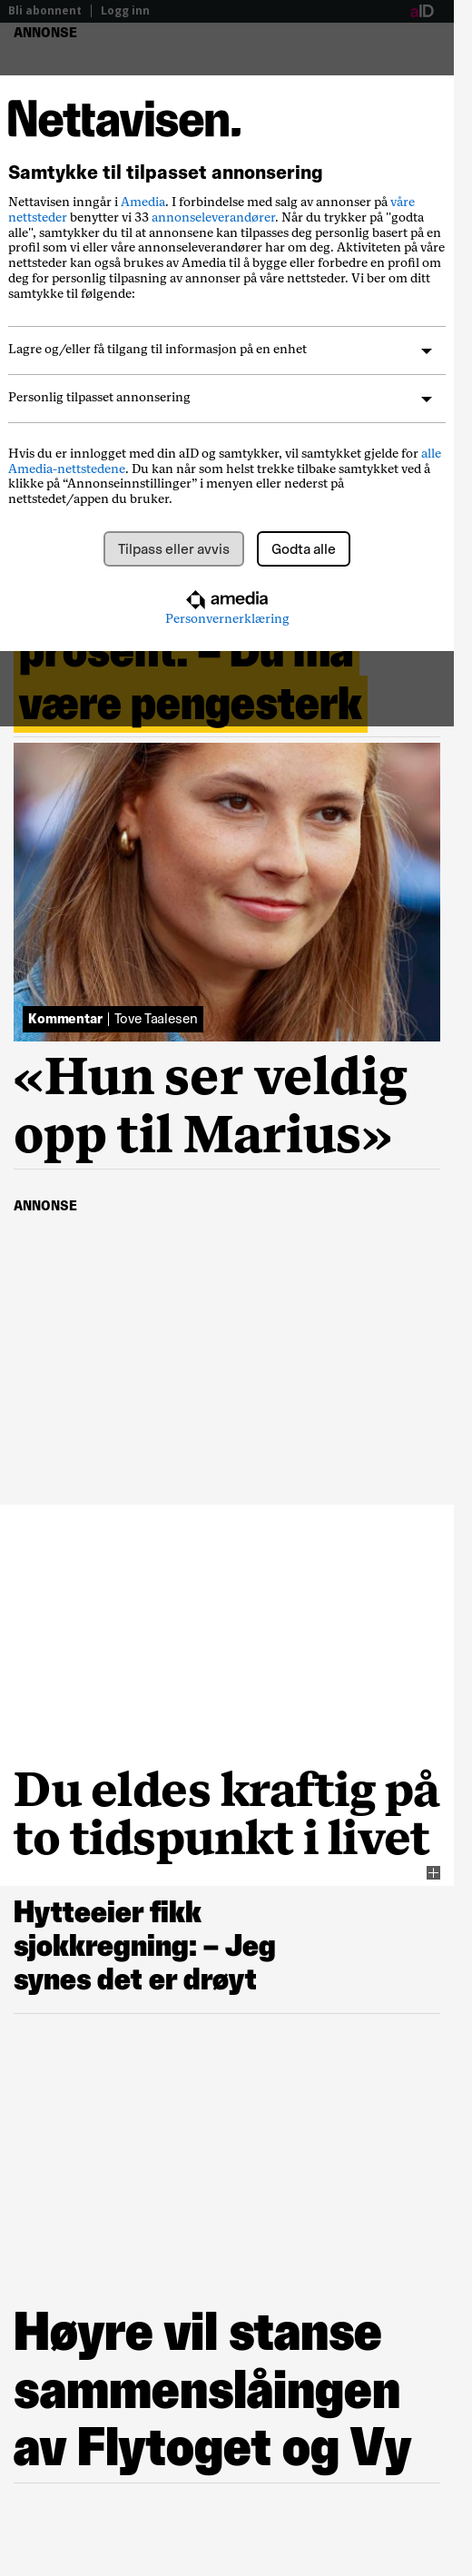 Bli abonnent | Logg inn
aID
ANNONSE
Nettavisen.
Samtykke til tilpasset annonsering
Nettavisen inngår i Amedia. I forbindelse med salg av annonser på våre
nettsteder benytter vi 33 annonseleverandører. Når du trykker på "godta
alle", samtykker du til at annonsene kan tilpasses deg personlig basert på en
profil som vi eller våre annonseleverandører har om deg. Aktiviteten på våre
nettsteder kan også brukes av Amedia til å bygge eller forbedre en profil om
deg for personlig tilpasning av annonser på våre nettsteder. Vi ber om ditt
samtykke til følgende:
Lagre og/eller få tilgang til informasjon på en enhet
Personlig tilpasset annonsering
Hvis du er innlogget med din aID og samtykker, vil samtykket gjelde for alle
Amedia-nettstedene. Du kan når som helst trekke tilbake samtykket ved å
klikke på “Annonseinnstillinger” i menyen eller nederst på
nettstedet/appen du bruker.
Tilpass eller avvis
Godta alle
amedia
Personvernerklæring
prosent: – Du må
være pengesterk
Kommentar | Tove Taalesen
«Hun ser veldig
opp til Marius»
ANNONSE
Du eldes kraftig på
to tidspunkt i livet
Hytteeier fikk
sjokkregning: – Jeg
synes det er drøyt
Høyre vil stanse
sammenslåingen
av Flytoget og Vy